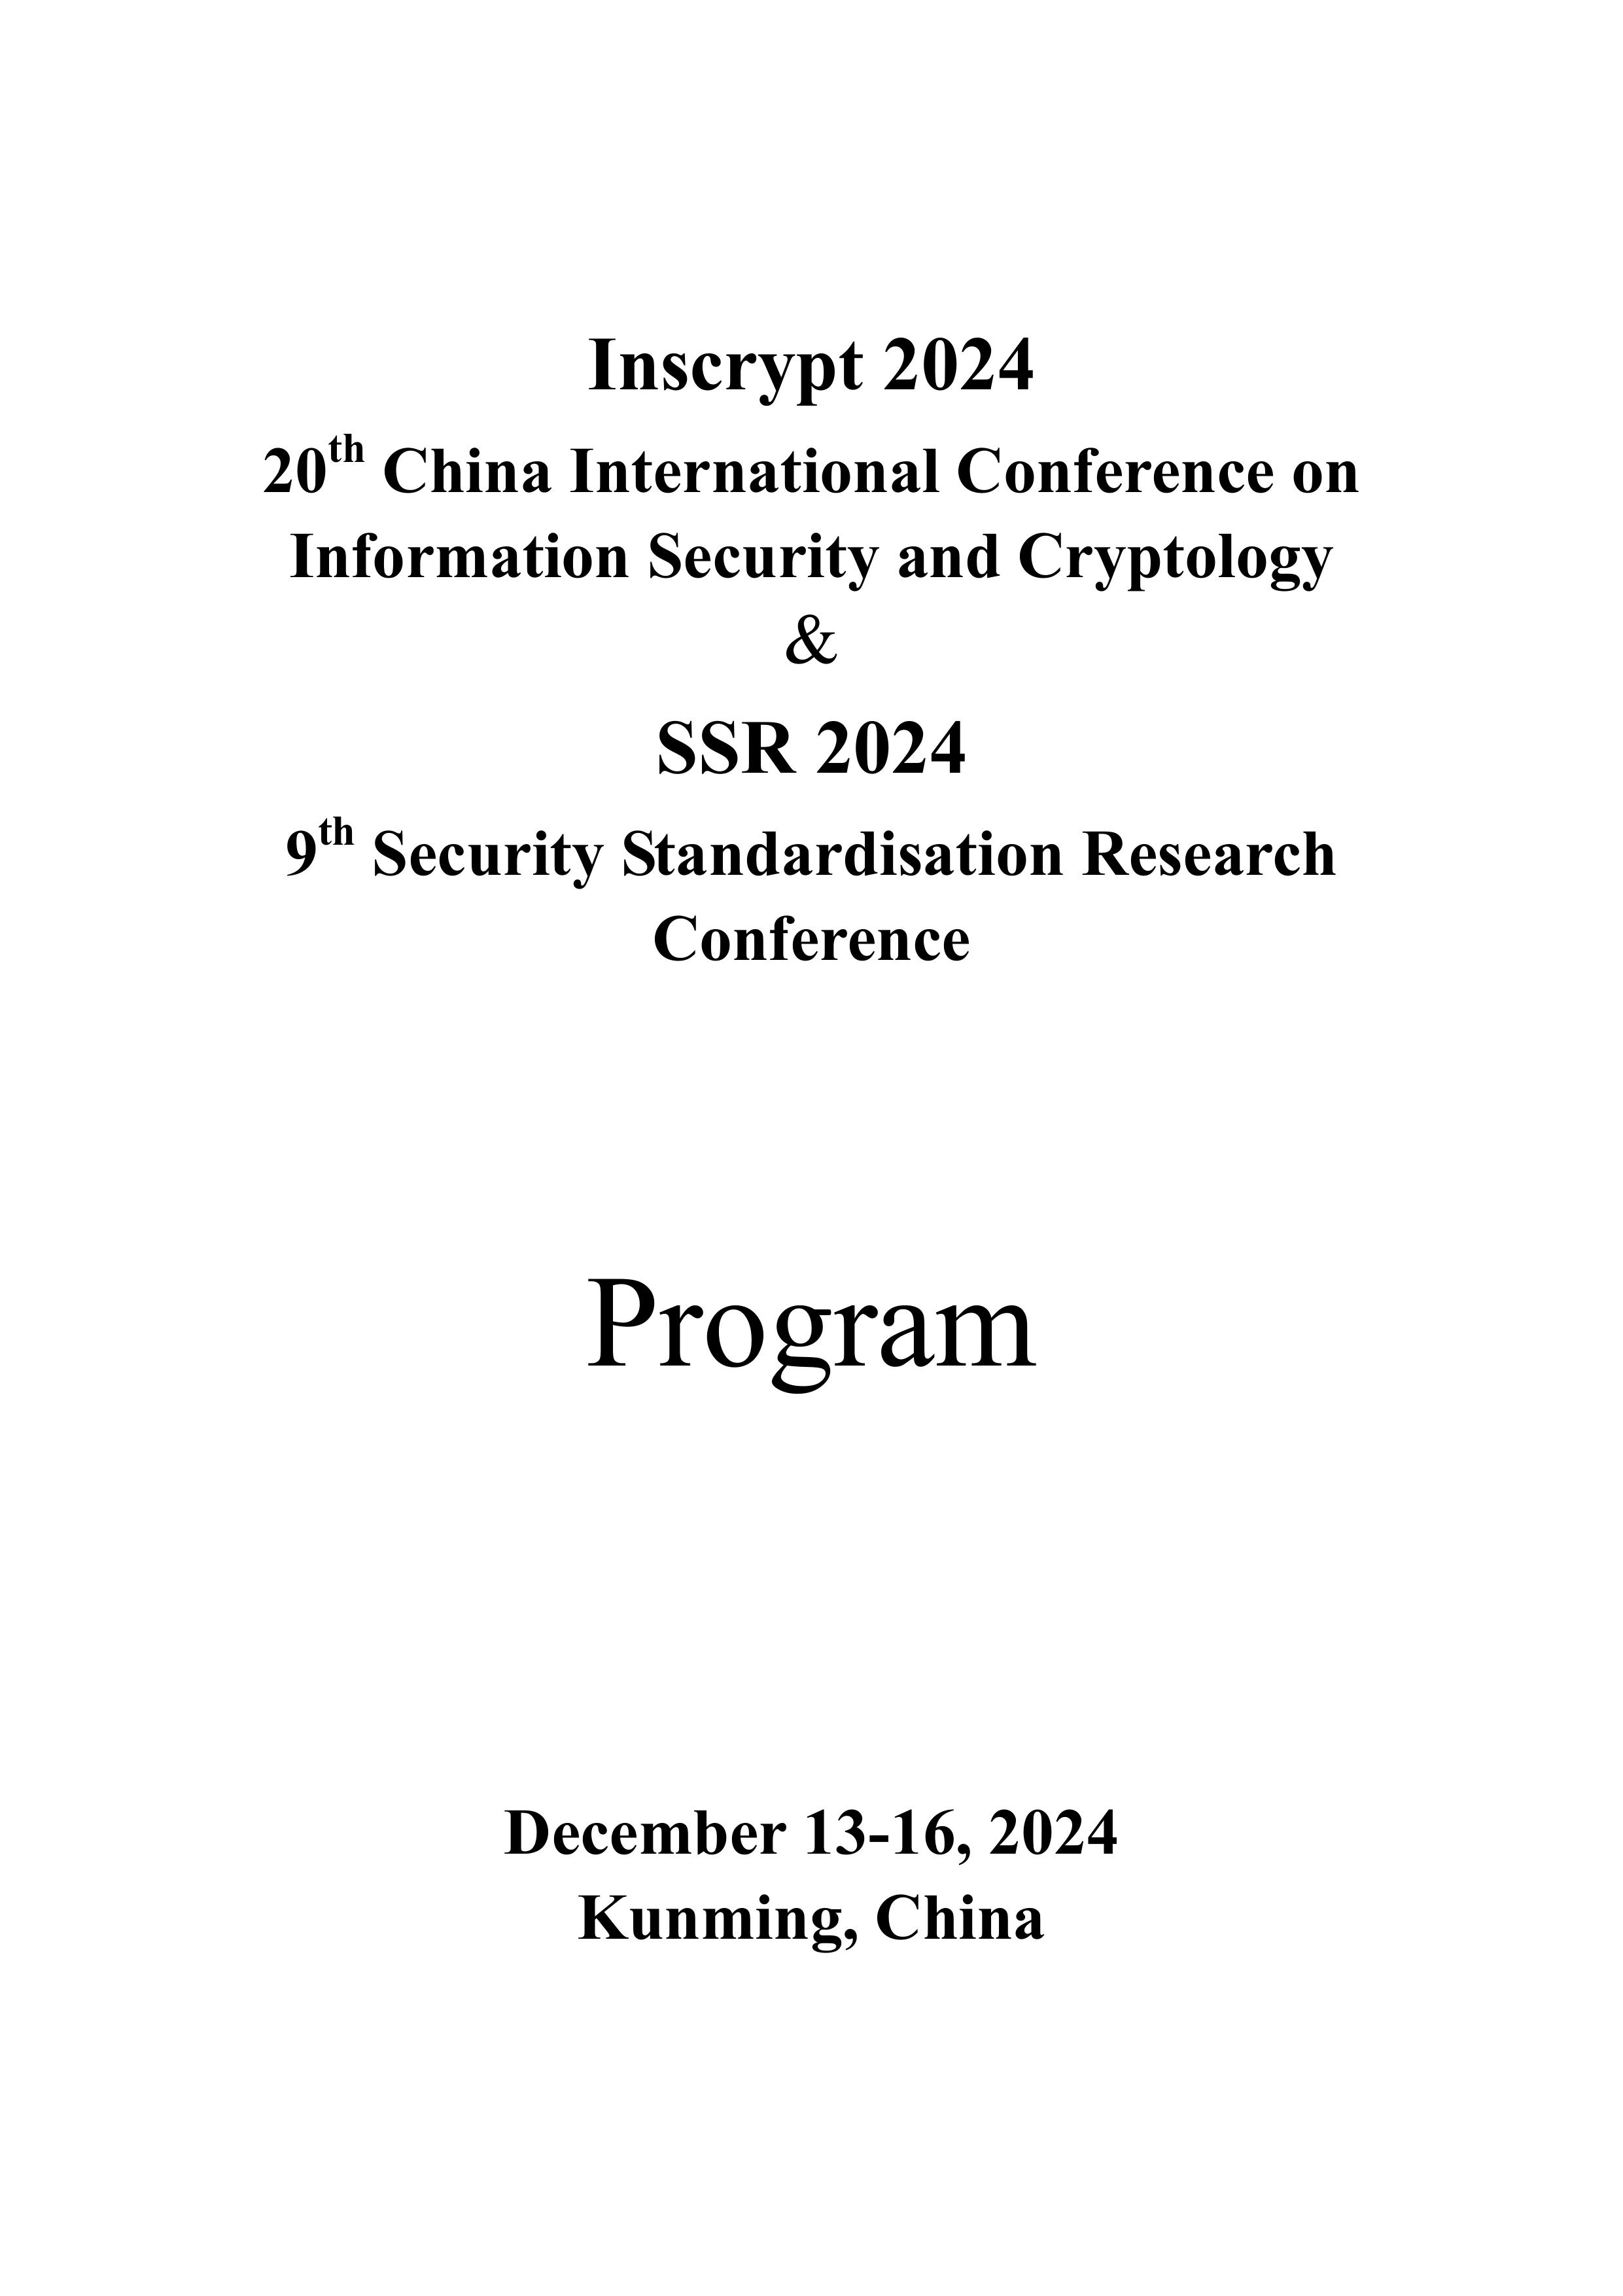 Inscrypt 2024
20th China International Conference on
Information Security and Cryptology
&
SSR 2024
9th Security Standardisation Research
Conference
Program
December 13-16, 2024
Kunming, China